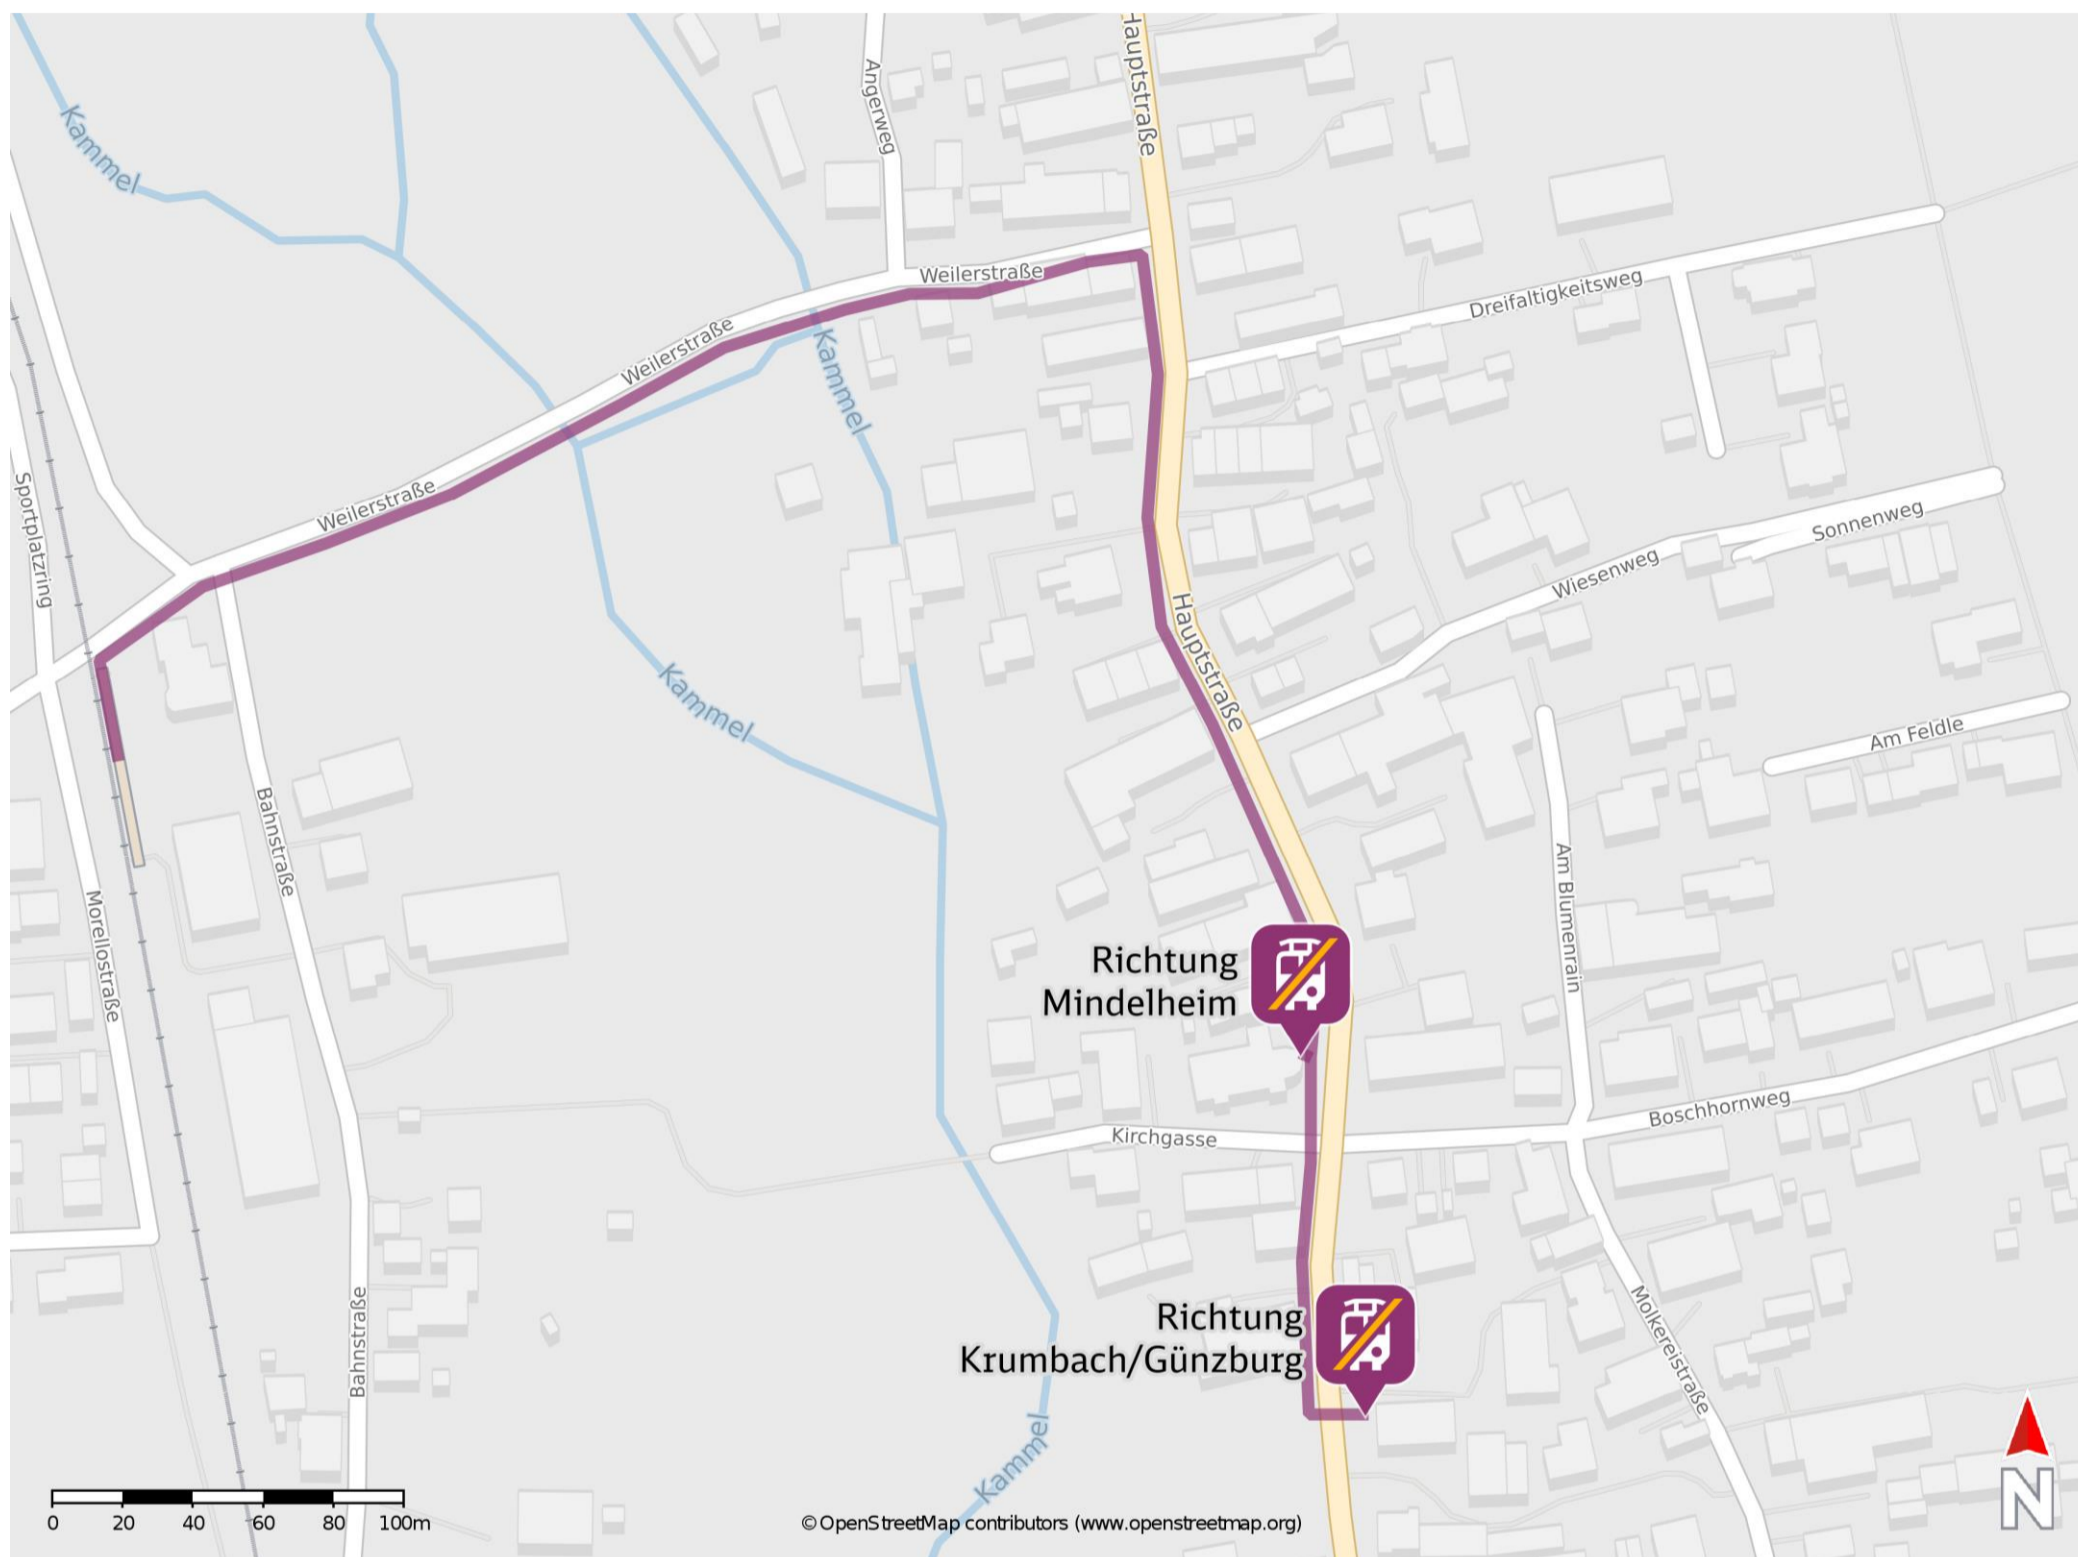 Hauptstraße
Angerweg
Kammel
Weilerstraße
Dreifaltigkeitsweg
Weilerstraße
Kammel
Weilerstraße
Sportplatzring
Sonnenweg
Wiesenweg
Hauptstraße
Kammel
Am Feldle
Bahnstraße
Am Blumenrain
Morellostraße
Richtung
Mindelheim
Boschhornweg
Kirchgasse
Richtung
Krumbach/Günzburg
Molkereistraße
Bahnstraße
Kammel
N
0 20 40 60 80 100m
©OpenStreetMap contributors (www.openstreetmap.org)